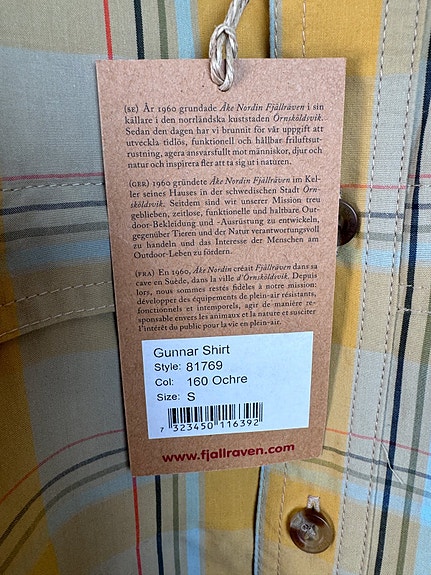 (SE) År 1960 grundade Åke Nordin Fjällräven i sin
källare i den norrländska kuststaden Örnsköldsvik.
Sedan den dagen har vi brunnit för vår uppgift att
utveckla tidlös, funktionell och hållbar friluftsut-
rustning, agera ansvarsfullt mot människor, djur och
natur och inspirera fler att ta sig ut i naturen.
(GER) 1960 gründete Åke Nordin Fjällräven im Kel-
ler seines Hauses in der schwedischen Stadt Örn-
sköldsvik. Seitdem sind wir unserer Mission treu
geblieben, zeitlose, funktionelle und haltbare Out-
door-Bekleidung und -Ausrüstung zu entwickeln,
gegenüber Tieren und der Natur verantwortungsvoll
zu handeln und das Interesse der Menschen am
Outdoor-Leben zu fördern.
(FRA) En 1960, Åke Nordin créait Fjällräven dans sa
cave en Suède, dans la ville d'Örnsköldsvik. Depuis
lors, nous sommes restés fidèles à notre mission:
développer des équipements de plein-air résistants,
fonctionnels et intemporels, agir de manière re-
sponsable envers les animaux et la nature et susciter
l'intérêt du public pour la vie en plein-air.
Gunnar Shirt
Style: 81769
Col: 160 Ochre
Size: S
7 323450 116392
www.fjallraven.com